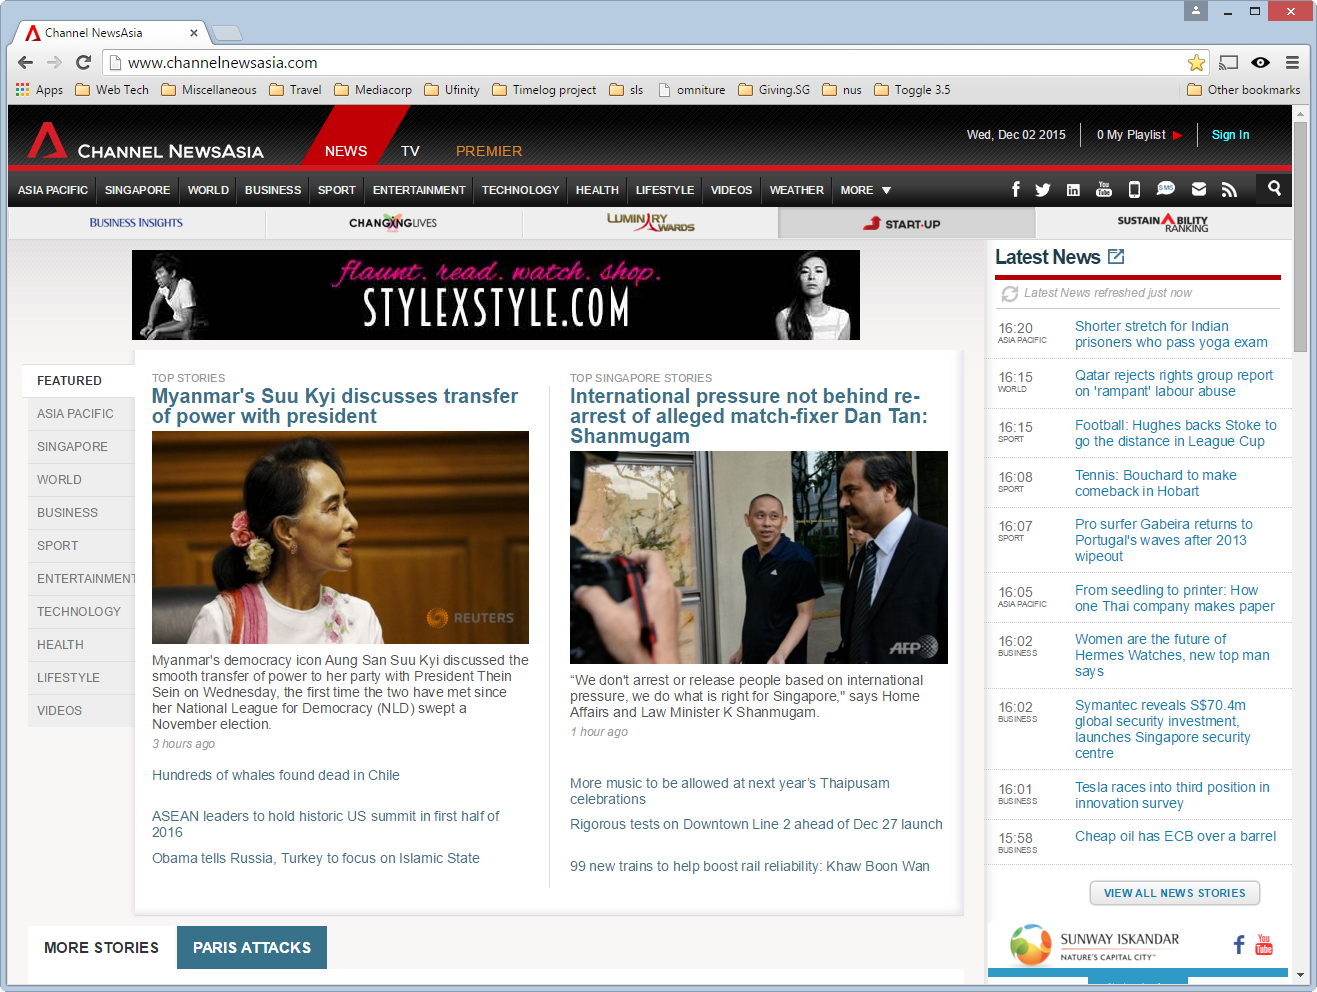 Channel NewsAsia
www.channelnewsasia.com
Apps Web Tech Miscellaneous Travel Mediacorp Ufinity Timelog project sls omniture Giving.SG nus Toggle 3.5 Other bookmarks
CHANNEL NEWSASIA NEWS TV PREMIER Wed, Dec 02 2015 0 My Playlist Sign In
ASIA PACIFIC SINGAPORE WORLD BUSINESS SPORT ENTERTAINMENT TECHNOLOGY HEALTH LIFESTYLE VIDEOS WEATHER MORE f in You Tube SMS
BUSINESS INSIGHTS CHANGING LIVES LUMINARY AWARDS START-UP SUSTAINABILITY RANKING
flaunt. read. watch. shop.
STYLEXSTYLE.COM
FEATURED
ASIA PACIFIC
SINGAPORE
WORLD
BUSINESS
SPORT
ENTERTAINMENT
TECHNOLOGY
HEALTH
LIFESTYLE
VIDEOS
TOP STORIES
Myanmar's Suu Kyi discusses transfer
of power with president
REUTERS
Myanmar's democracy icon Aung San Suu Kyi discussed the
smooth transfer of power to her party with President Thein
Sein on Wednesday, the first time the two have met since
her National League for Democracy (NLD) swept a
November election.
3 hours ago
Hundreds of whales found dead in Chile
ASEAN leaders to hold historic US summit in first half of
2016
Obama tells Russia, Turkey to focus on Islamic State
TOP SINGAPORE STORIES
International pressure not behind re-
arrest of alleged match-fixer Dan Tan:
Shanmugam
AFP
“We don't arrest or release people based on international
pressure, we do what is right for Singapore," says Home
Affairs and Law Minister K Shanmugam.
1 hour ago
More music to be allowed at next year’s Thaipusam
celebrations
Rigorous tests on Downtown Line 2 ahead of Dec 27 launch
99 new trains to help boost rail reliability: Khaw Boon Wan
Latest News
Latest News refreshed just now
16:20 Shorter stretch for Indian
ASIA PACIFIC prisoners who pass yoga exam
16:15 Qatar rejects rights group report
WORLD on 'rampant' labour abuse
16:15 Football: Hughes backs Stoke to
SPORT go the distance in League Cup
16:08 Tennis: Bouchard to make
SPORT comeback in Hobart
16:07 Pro surfer Gabeira returns to
SPORT Portugal's waves after 2013
wipeout
16:05 From seedling to printer: How
ASIA PACIFIC one Thai company makes paper
16:02 Women are the future of
BUSINESS Hermes Watches, new top man
says
16:02 Symantec reveals S$70.4m
BUSINESS global security investment,
launches Singapore security
centre
16:01 Tesla races into third position in
BUSINESS innovation survey
15:58 Cheap oil has ECB over a barrel
BUSINESS
VIEW ALL NEWS STORIES
SUNWAY ISKANDAR
NATURE'S CAPITAL CITY™
f You Tube
MORE STORIES PARIS ATTACKS